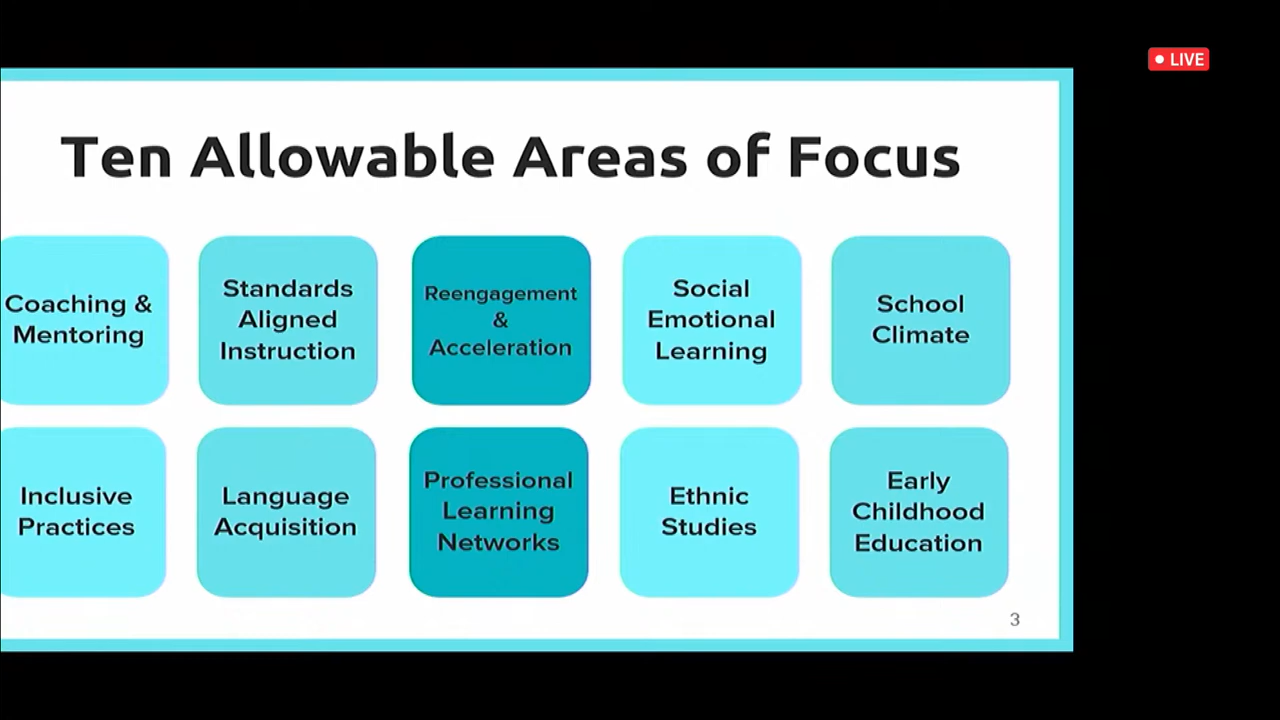 LIVE
Ten Allowable Areas of Focus
Coaching &
Mentoring
Standards
Aligned
Instruction
Reengagement
&
Acceleration
Social
Emotional
Learning
School
Climate
Inclusive
Practices
Language
Acquisition
Professional
Learning
Networks
Ethnic
Studies
Early
Childhood
Education
3